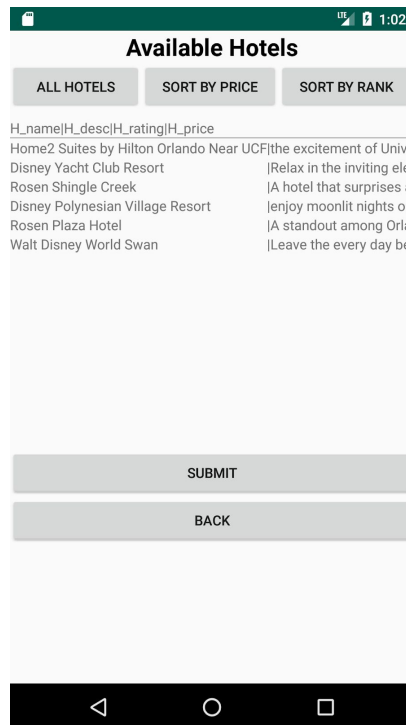 LTE 1:02
Available Hotels
ALL HOTELS SORT BY PRICE SORT BY RANK
H_name|H_desc|H_rating|H_price
Home2 Suites by Hilton Orlando Near UCF|the excitement of Univ
Disney Yacht Club Resort |Relax in the inviting ele
Rosen Shingle Creek |A hotel that surprises
Disney Polynesian Village Resort |enjoy moonlit nights o
Rosen Plaza Hotel |A standout among Orla
Walt Disney World Swan |Leave the every day be
SUBMIT
BACK